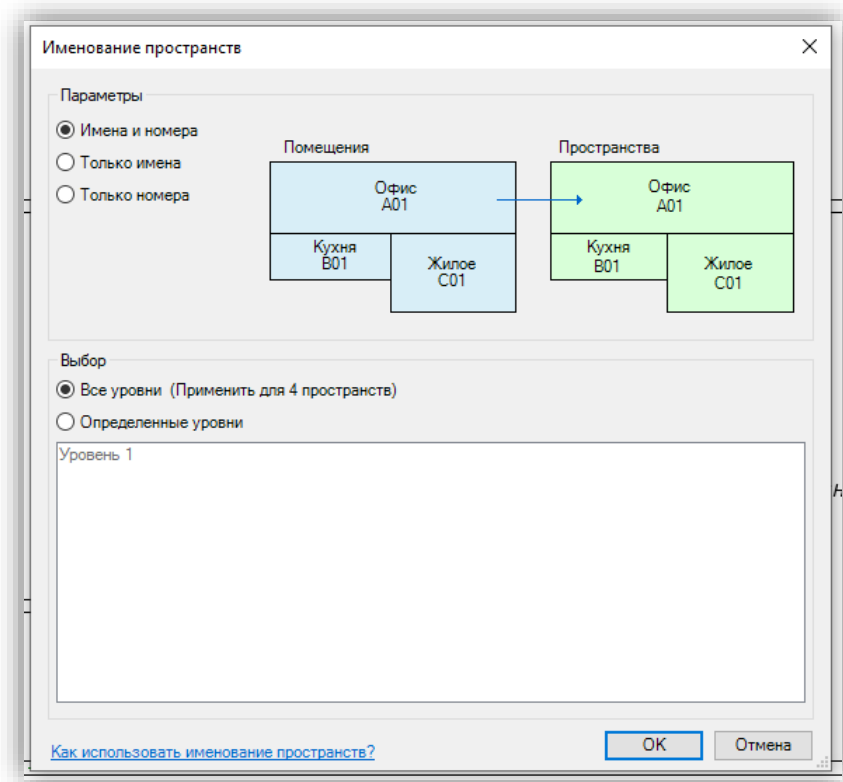 Именование пространств
Параметры
Имена и номера
Только имена
Только номера
Помещения
Офис
A01
Кухня
B01
Жилое
C01
Пространства
Офис
A01
Кухня
B01
Жилое
C01
Выбор
Все уровни (Применить для 4 пространств)
Определенные уровни
Уровень 1
Как использовать именование пространств?
OK
Отмена